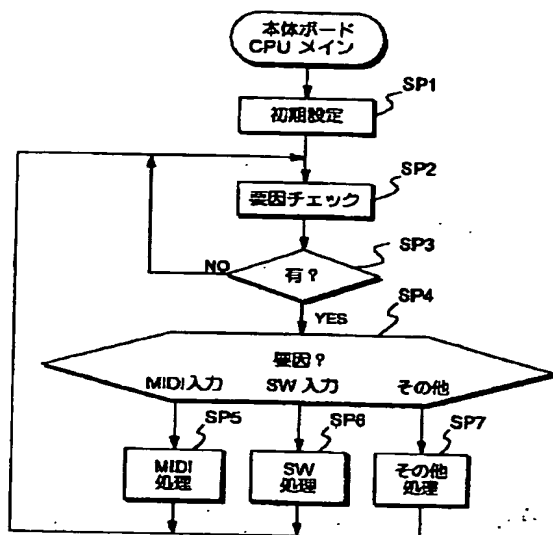 本体ボード
CPU メイン
SP1
初期設定
SP2
要因チェック
SP3
NO
有?
YES
SP4
要因?
MIDI入力 SW 入力 その他
SP5 SP6 SP7
MIDI
処理
SW
処理
その他
処理